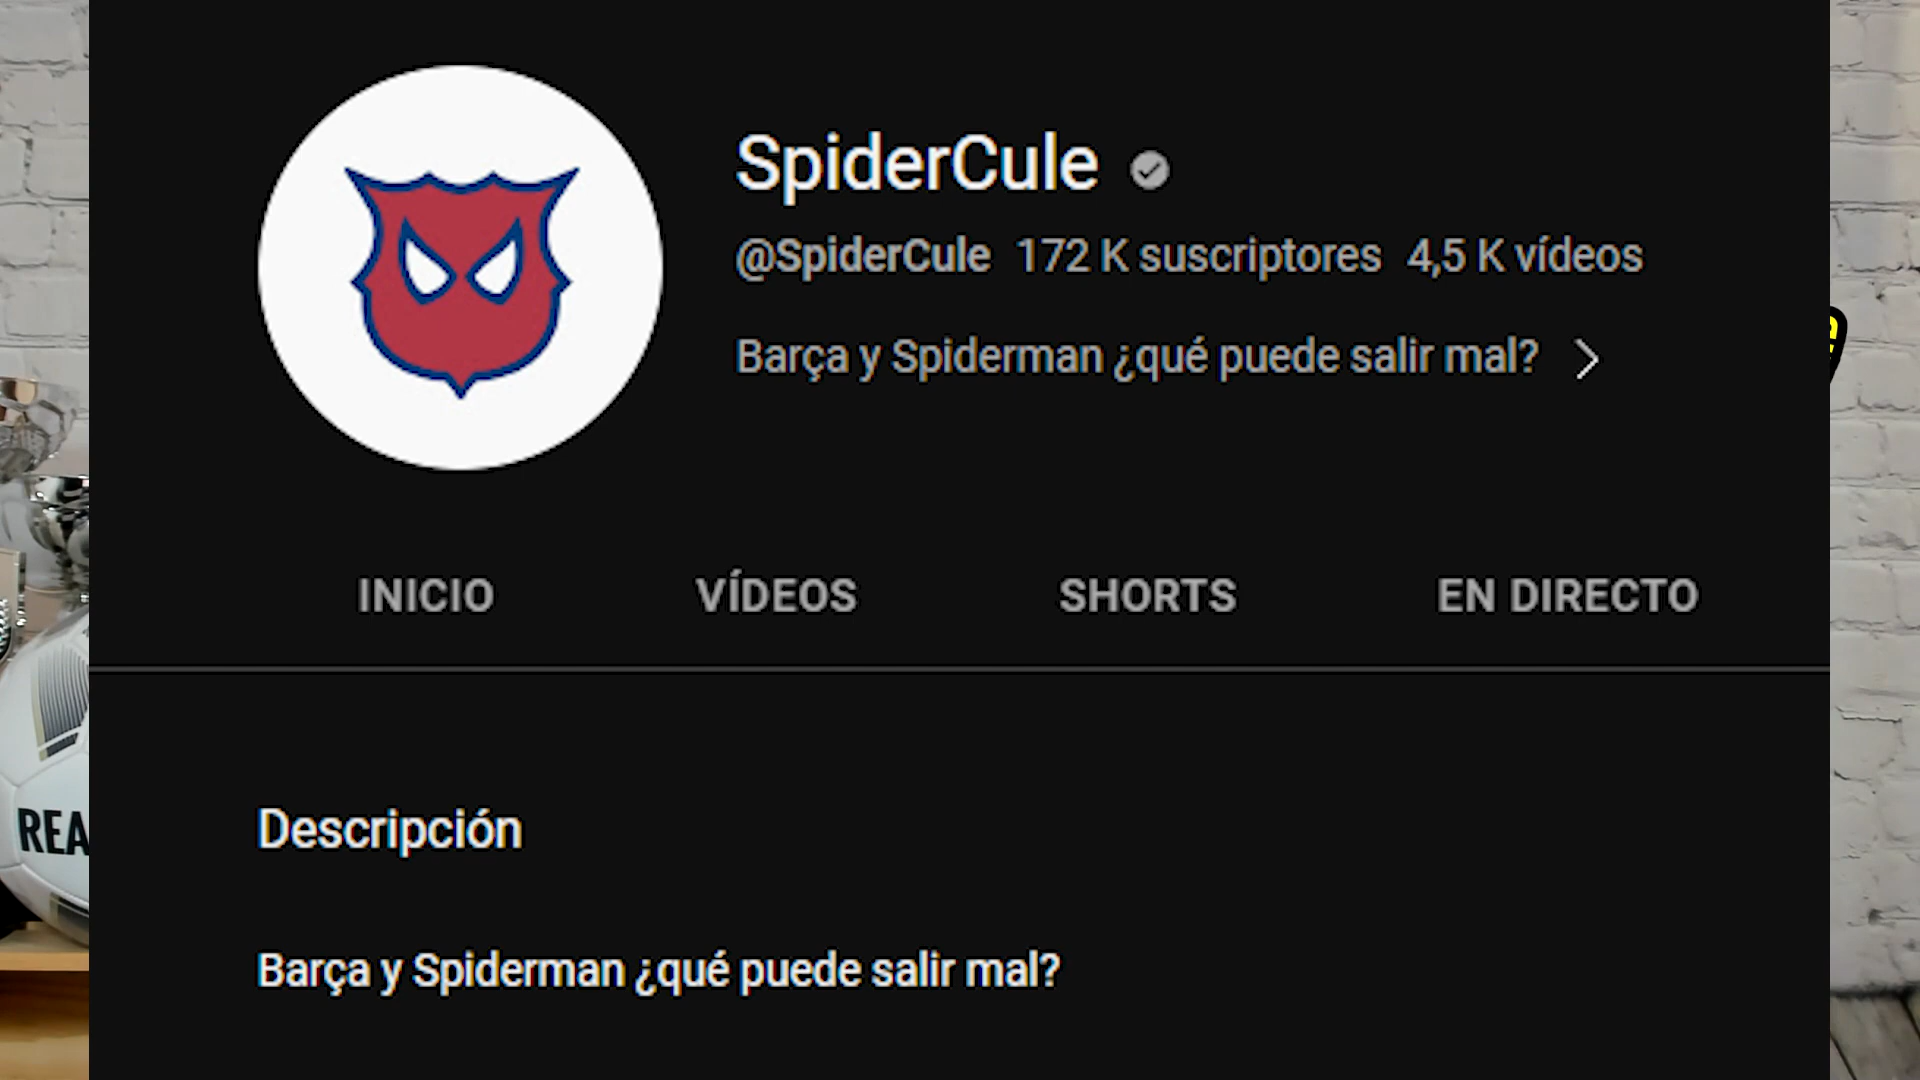 SpiderCule
@SpiderCule 172 K suscriptores 4,5 K vídeos
Barça y Spiderman ¿qué puede salir mal?
INICIO VÍDEOS SHORTS EN DIRECTO
Descripción
REA
Barça y Spiderman ¿qué puede salir mal?